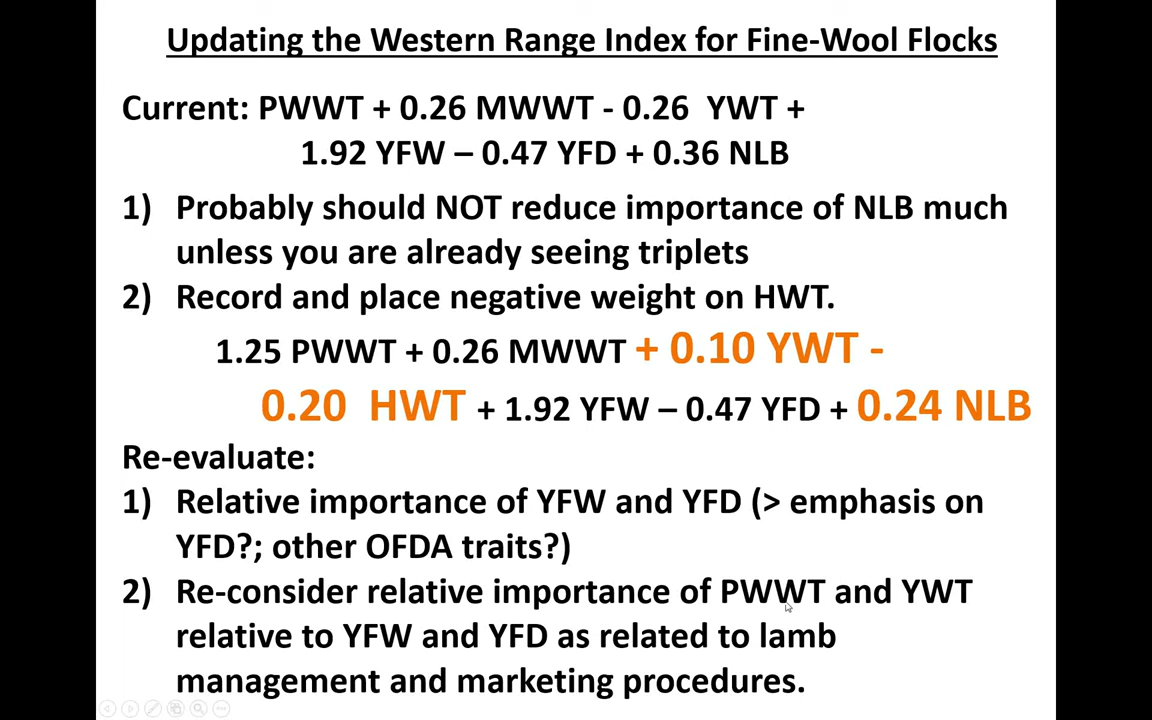 Updating the Western Range Index for Fine-Wool Flocks
Current: PWWT + 0.26 MWWT - 0.26 YWT +
1.92 YFW – 0.47 YFD + 0.36 NLB
1) Probably should NOT reduce importance of NLB much
unless you are already seeing triplets
2) Record and place negative weight on HWT.
1.25 PWWT + 0.26 MWWT + 0.10 YWT -
0.20 HWT + 1.92 YFW – 0.47 YFD + 0.24 NLB
Re-evaluate:
1) Relative importance of YFW and YFD (> emphasis on
YFD?; other OFDA traits?)
2) Re-consider relative importance of PWWT and YWT
relative to YFW and YFD as related to lamb
management and marketing procedures.